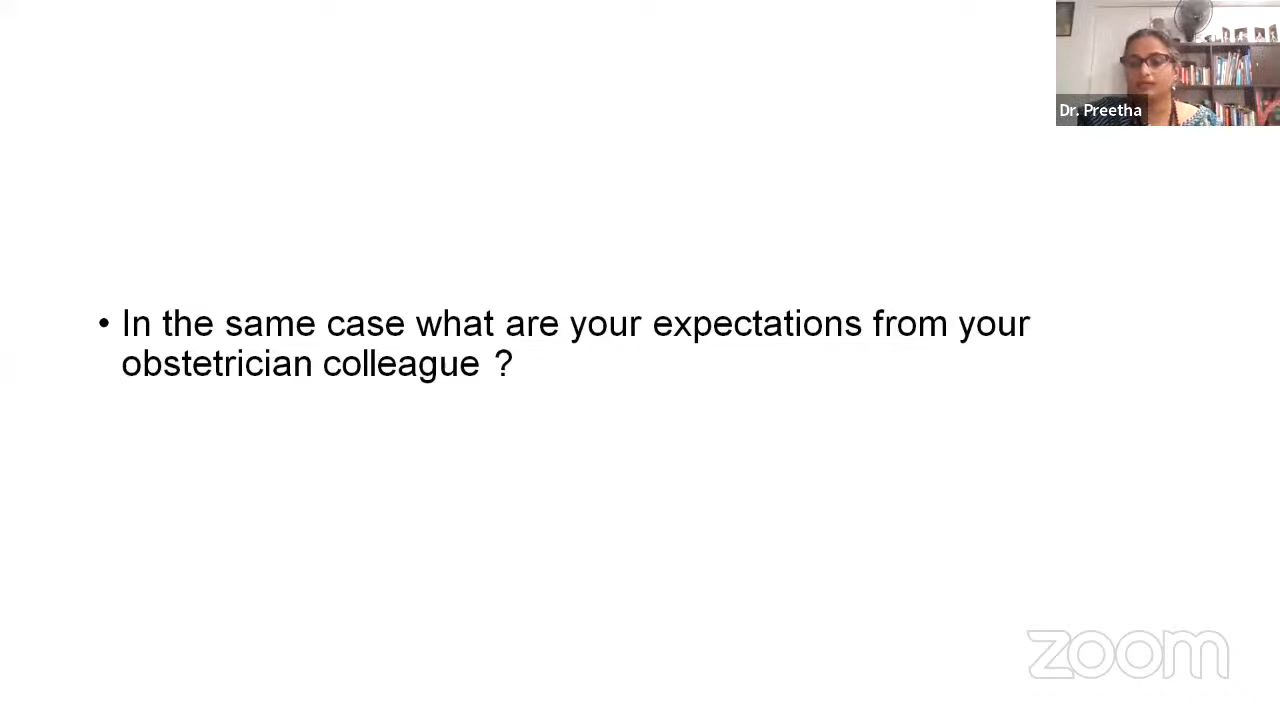 Dr. Preetha
• In the same case what are your expectations from your
obstetrician colleague ?
zoom